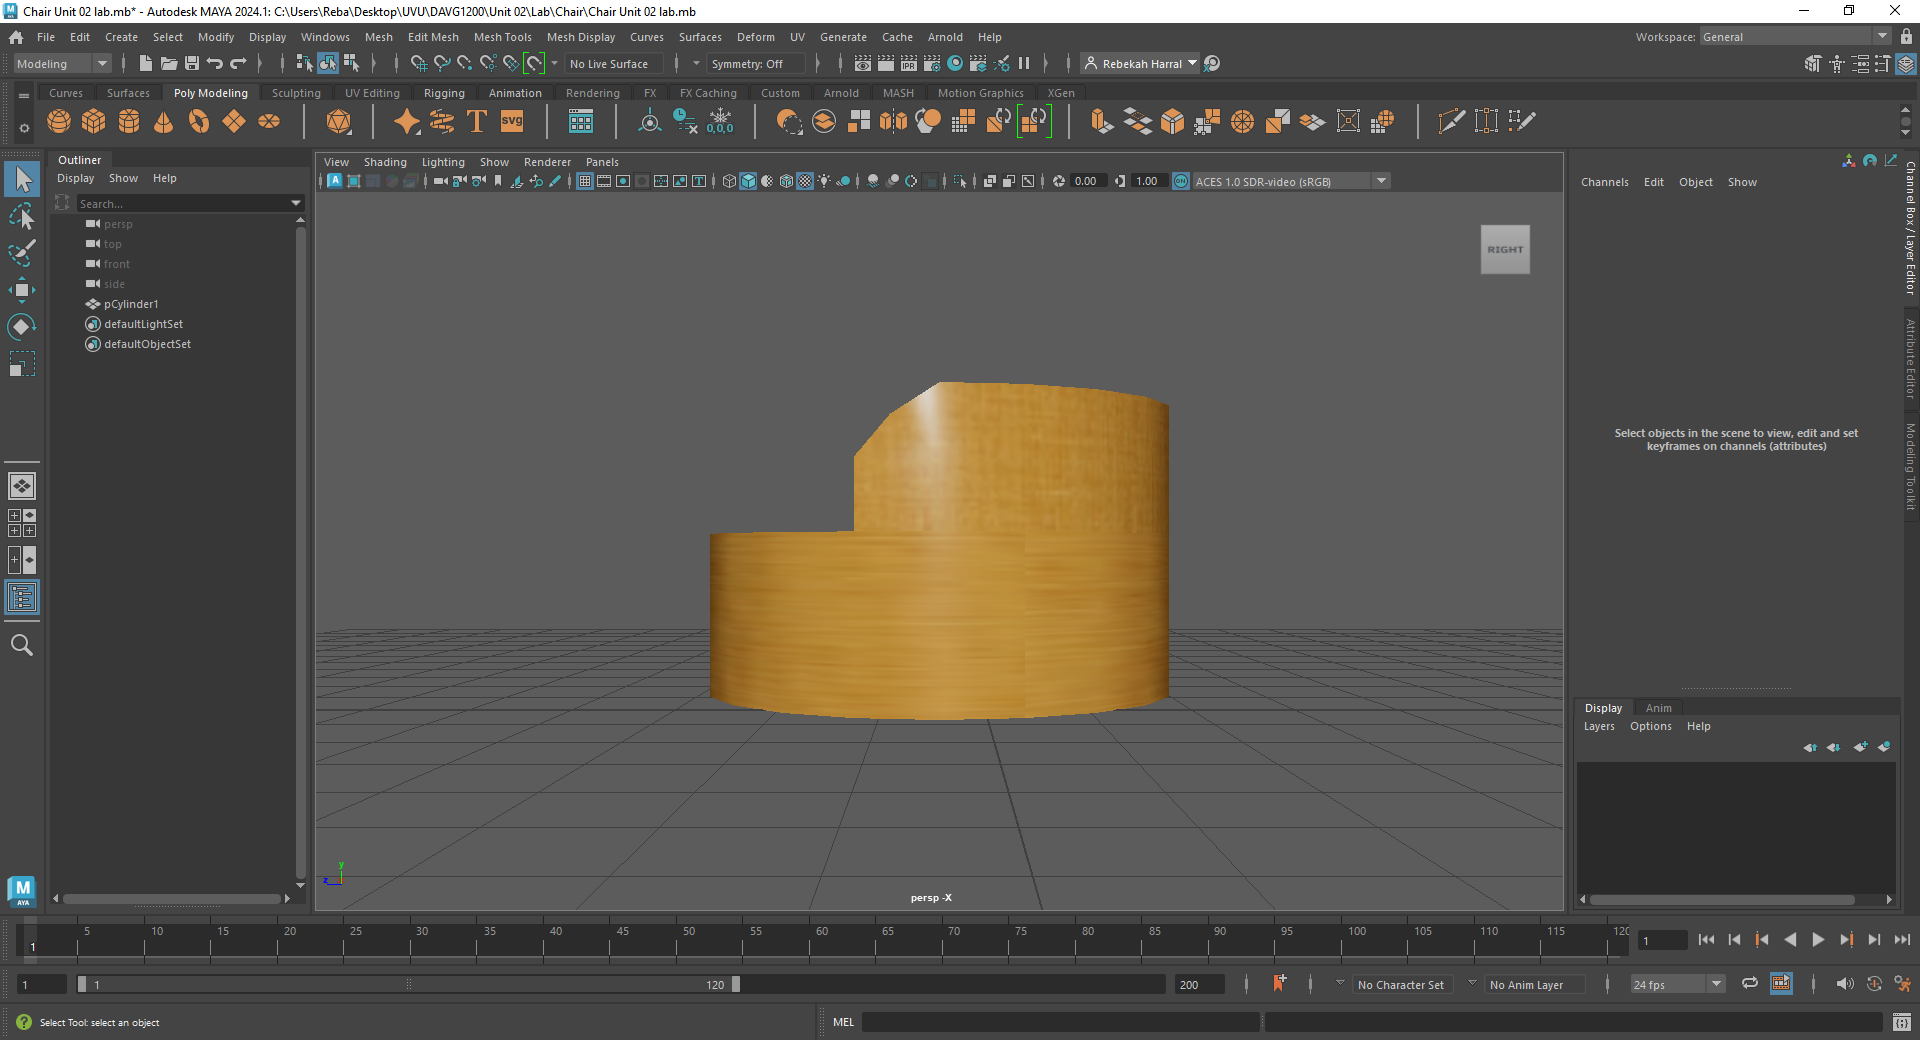 Chair Unit 02 lab.mb* - Autodesk MAYA 2024.1: C:\Users\Reba\Desktop\UVU\DAVG1200\Unit 02\Lab\Chair\Chair Unit 02 lab.mb
File Edit Create Select Modify Display Windows Mesh Edit Mesh Mesh Tools Mesh Display Curves Surfaces Deform UV Generate Cache Arnold Help Workspace: General
Modeling No Live Surface Symmetry: Off IPR Rebekah Harral
Curves Surfaces Poly Modeling Sculpting UV Editing Rigging Animation Rendering FX FX Caching Custom Arnold MASH Motion Graphics XGen
T SVG 0,0,0
Outliner
Display Show Help
Search...
persp
top
front
side
pCylinder1
defaultLightSet
defaultObjectSet
View Shading Lighting Show Renderer Panels
0.00 1.00 ON ACES 1.0 SDR-video (sRGB)
RIGHT
y
z
persp -X
Channels Edit Object Show
Select objects in the scene to view, edit and set
keyframes on channels (attributes)
Channel Box / Layer Editor
Attribute Editor
Modeling Toolkit
Display Anim
Layers Options Help
M
AYA
5 10 15 20 25 30 35 40 45 50 55 60 65 70 75 80 85 90 95 100 105 110 115 120
1 1
1 1 120 200 No Character Set No Anim Layer 24 fps
Select Tool: select an object MEL